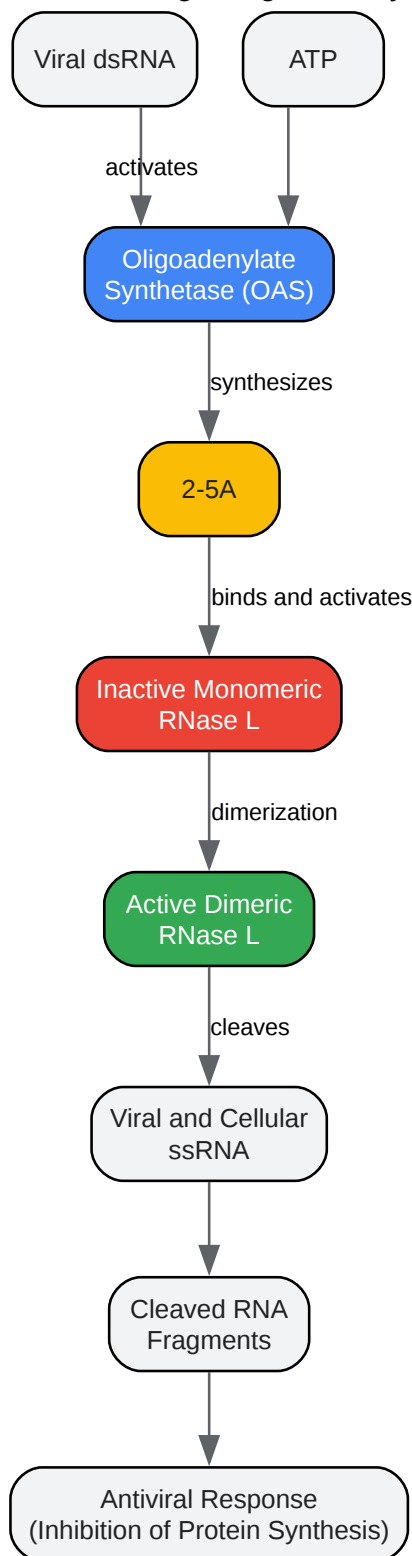 Viral dsRNA
ATP
activates
Oligoadenylate
Synthetase (OAS)
synthesizes
2-5A
binds and activates
Inactive Monomeric
RNase L
dimerization
Active Dimeric
RNase L
cleaves
Viral and Cellular
ssRNA
Cleaved RNA
Fragments
Antiviral Response
(Inhibition of Protein Synthesis)